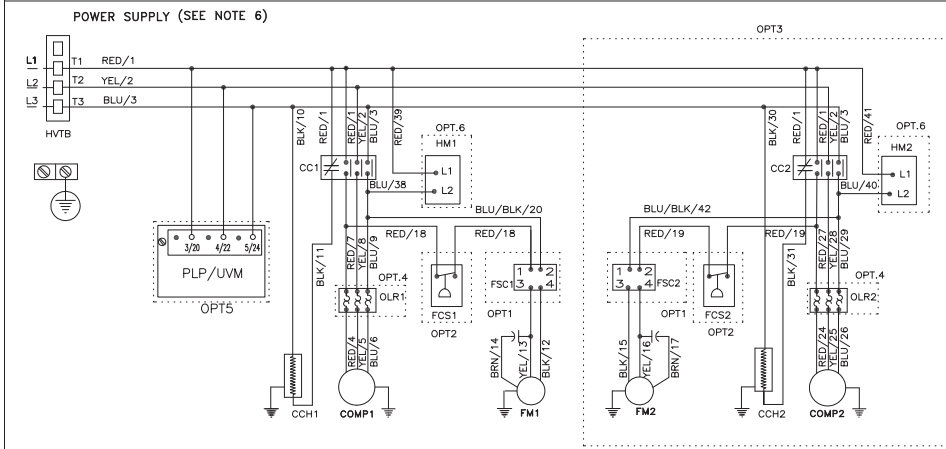 POWER SUPPLY (SEE NOTE 6)
OPT3
L1 T1 RED/1
L2 T2 YEL/2
L3 T3 BLU/3
HVTB
BLK/10
RED/1
RED/1
YEL/2
BLU/3
RED/39
OPT.6
HM1
L1
L2
CC1
BLU/38
BLK/30
RED/1
RED/1
YEL/2
BLU/3
RED/41
OPT.6
HM2
L1
L2
CC2
BLU/40
BLU/BLK/20
BLU/BLK/42
RED/18
RED/18
RED/19
RED/19
3/20 4/22 5/24
PLP/UVM
OPT5
BLK/11
RED/7
YEL/8
BLU/9
OPT.4
OLR1
FCS1
OPT2
1 2
3 4
FSC1
OPT1
1 2
3 4
FSC2
OPT1
FCS2
OPT2
BLK/31
RED/27
YEL/28
BLU/29
OPT.4
OLR2
RED/4
YEL/5
BLU/6
BRN/14
YEL/13
BLK/12
BLK/15
YEL/16
BRN/17
RED/24
YEL/25
BLU/26
CCH1
COMP1
FM1
FM2
CCH2
COMP2